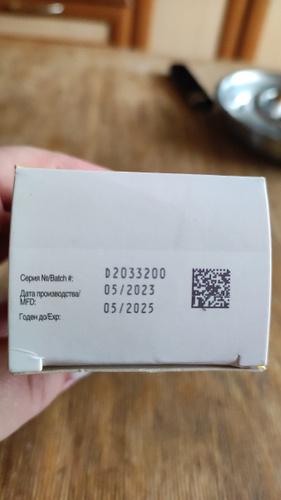 Серия №/Batch #: D2033200
Дата производства/ 05/2023
MFD:
Годен до/Exp: 05/2025